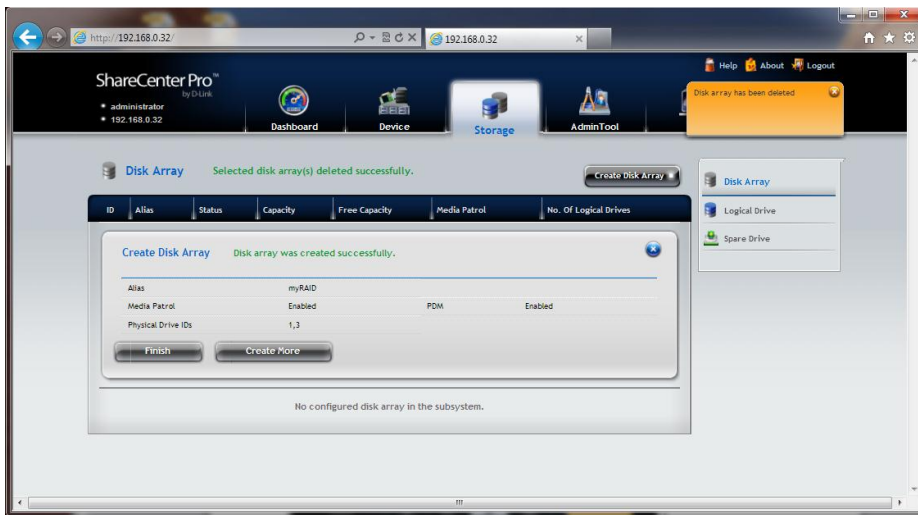 http://192.168.0.32/
192.168.0.32
ShareCenter Pro™
by D-Link
administrator
192.168.0.32
Dashboard
Device
Storage
AdminTool
Help
About
Logout
Disk array has been deleted
Disk Array
Selected disk array(s) deleted successfully.
Create Disk Array
ID Alias Status Capacity Free Capacity Media Patrol No. Of Logical Drives
Create Disk Array
Disk array was created successfully.
Alias myRAID
Media Patrol Enabled PDM Enabled
Physical Drive IDs 1,3
Finish
Create More
No configured disk array in the subsystem.
Disk Array
Logical Drive
Spare Drive